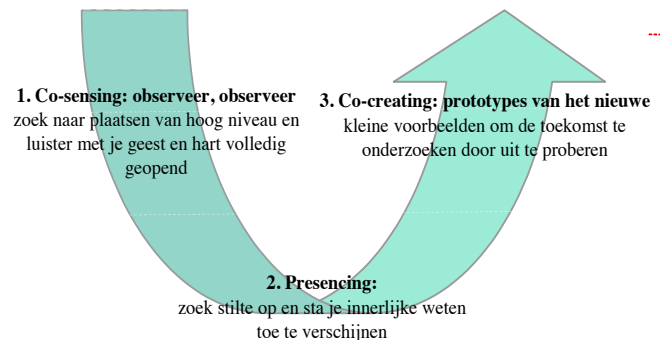 1. Co-sensing: observeer, observeer
zoek naar plaatsen van hoog niveau en
luister met je geest en hart volledig
geopend
2. Presencing:
zoek stilte op en sta je innerlijke weten
toe te verschijnen
3. Co-creating: prototypes van het nieuwe
kleine voorbeelden om de toekomst te
onderzoeken door uit te proberen